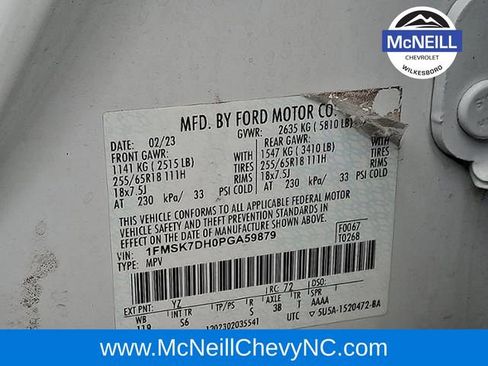 McNEILL
CHEVROLET
WILKESBORO
MFD. BY FORD MOTOR CO.
DATE: 02/23 GVWR: 2635 KG ( 5810 LB)
FRONT GAWR: REAR GAWR:
1141 KG ( 2515 LB) WITH 1547 KG ( 3410 LB) WITH
255/65R18 111H TIRES 255/65R18 111H TIRES
18x7.5J RIMS 18x7.5J RIMS
AT 230 kPa/ 33 PSI COLD AT 230 kPa/ 33 PSI COLD
THIS VEHICLE CONFORMS TO ALL APPLICABLE FEDERAL MOTOR
VEHICLE SAFETY AND THEFT PREVENTION STANDARDS IN
EFFECT ON THE DATE OF MANUFACTURE SHOWN ABOVE.
VIN: 1FMSK7DH0PGA59879 F0067
TYPE: MPV T0268
EXT PNT: YZ RC: 72 DSO:
WB INT TR TP/PS R AXLE TR SPR
119 S6 S 3B T AAAA
1202302035541 UTC 5U5A-1520472-BA
www.McNeillChevyNC.com